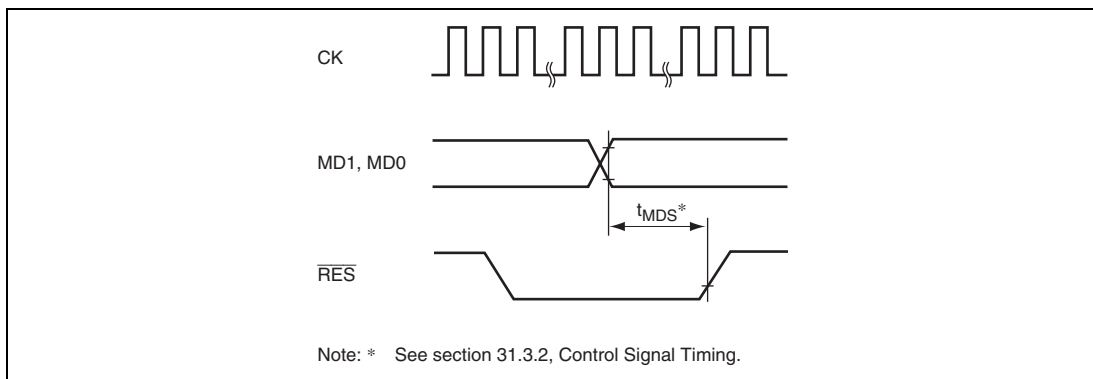 CK
MD1, MD0
tMDS*
RES
Note: * See section 31.3.2, Control Signal Timing.